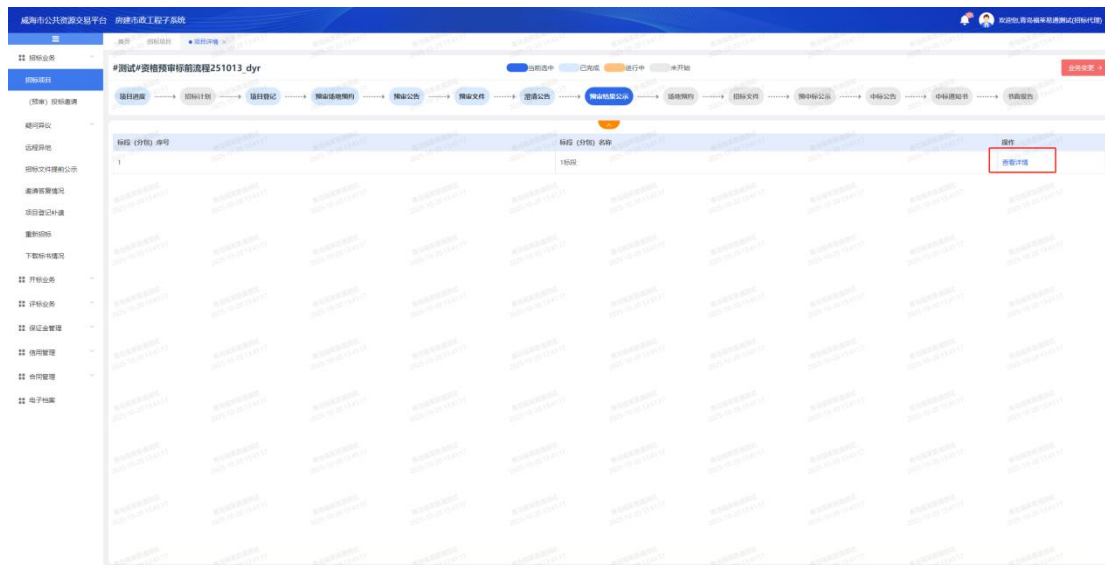 威海市公共资源交易平台 房建市政工程子系统
欢迎您,青岛福莱易通测试(招标代理)
首页 招标项目 项目详情 ×
招标业务
招标项目
(预审) 投标邀请
疑问异议
远程异地
招标文件提前公示
邀请答复情况
项目登记补遗
重新招标
下载标书情况
开标业务
评标业务
保证金管理
信用管理
合同管理
电子档案
#测试#资格预审标前流程251013_dyr
当前选中 已完成 进行中 未开始
业务变更 →
项目进度 招标计划 项目登记 预审场地预约 预审公告 预审文件 澄清公告 预审结果公示 场地预约 招标文件 预中标公示 中标公告 中标通知书 书面报告
标段 (分包) 序号 标段 (分包) 名称 操作
1 1标段 查看详情